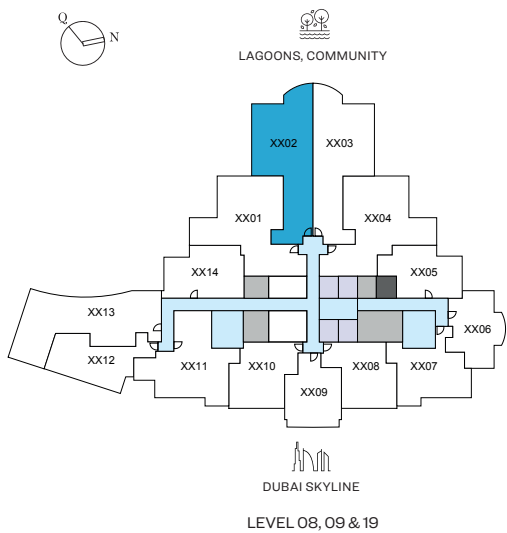 Q
N
LAGOONS, COMMUNITY
XX02
XX03
XX01
XX04
XX14
XX05
XX13
XX06
XX12
XX11
XX10
XX08
XX07
XX09
DUBAI SKYLINE
LEVEL 08, 09 & 19